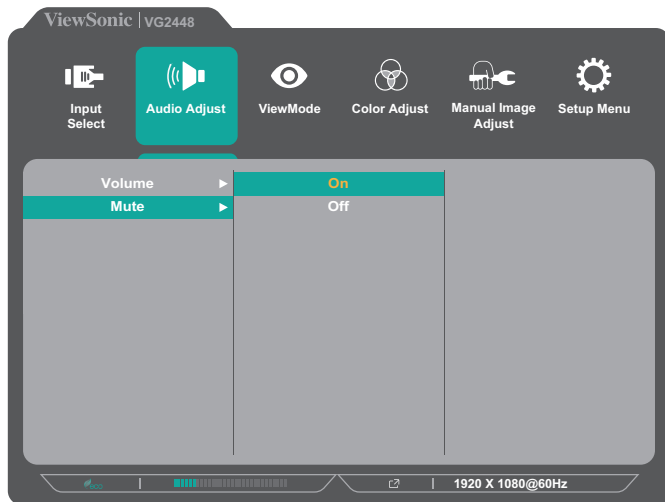 ViewSonic | VG2448
Input Select
Audio Adjust
ViewMode
Color Adjust
Manual Image Adjust
Setup Menu
Volume
On
Mute
Off
eco
1920 X 1080@60Hz